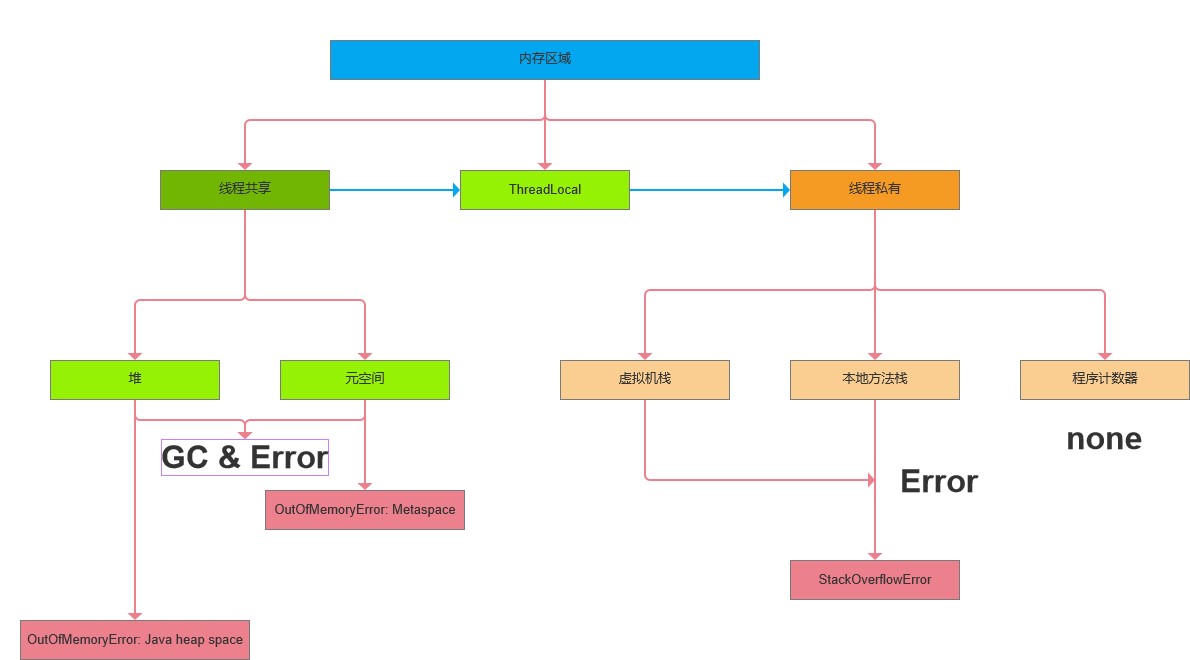 内存区域
线程共享
ThreadLocal
线程私有
堆
元空间
虚拟机栈
本地方法栈
程序计数器
GC & Error
none
Error
OutOfMemoryError: Metaspace
StackOverflowError
OutOfMemoryError: Java heap space